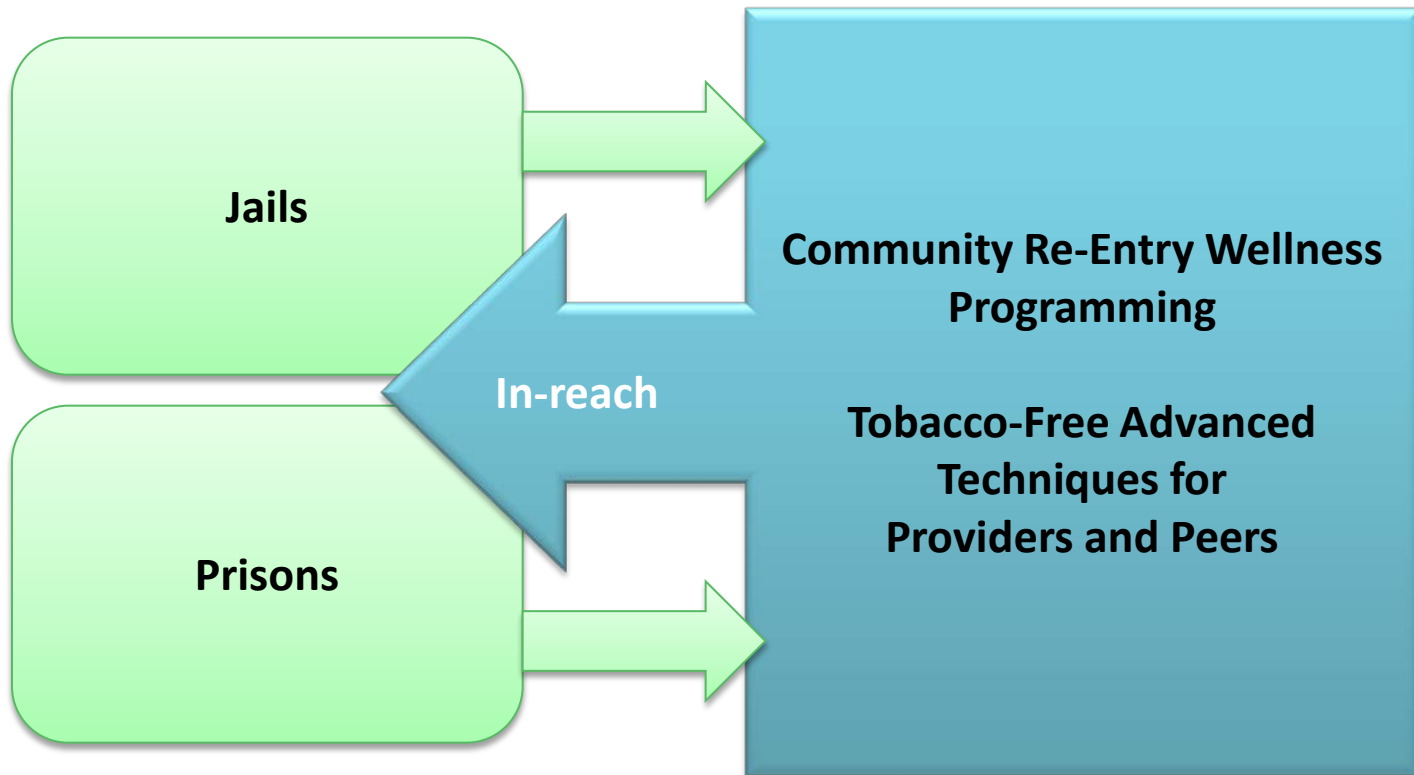 Jails
Community Re-Entry Wellness
Programming
In-reach
Tobacco-Free Advanced
Techniques for
Providers and Peers
Prisons